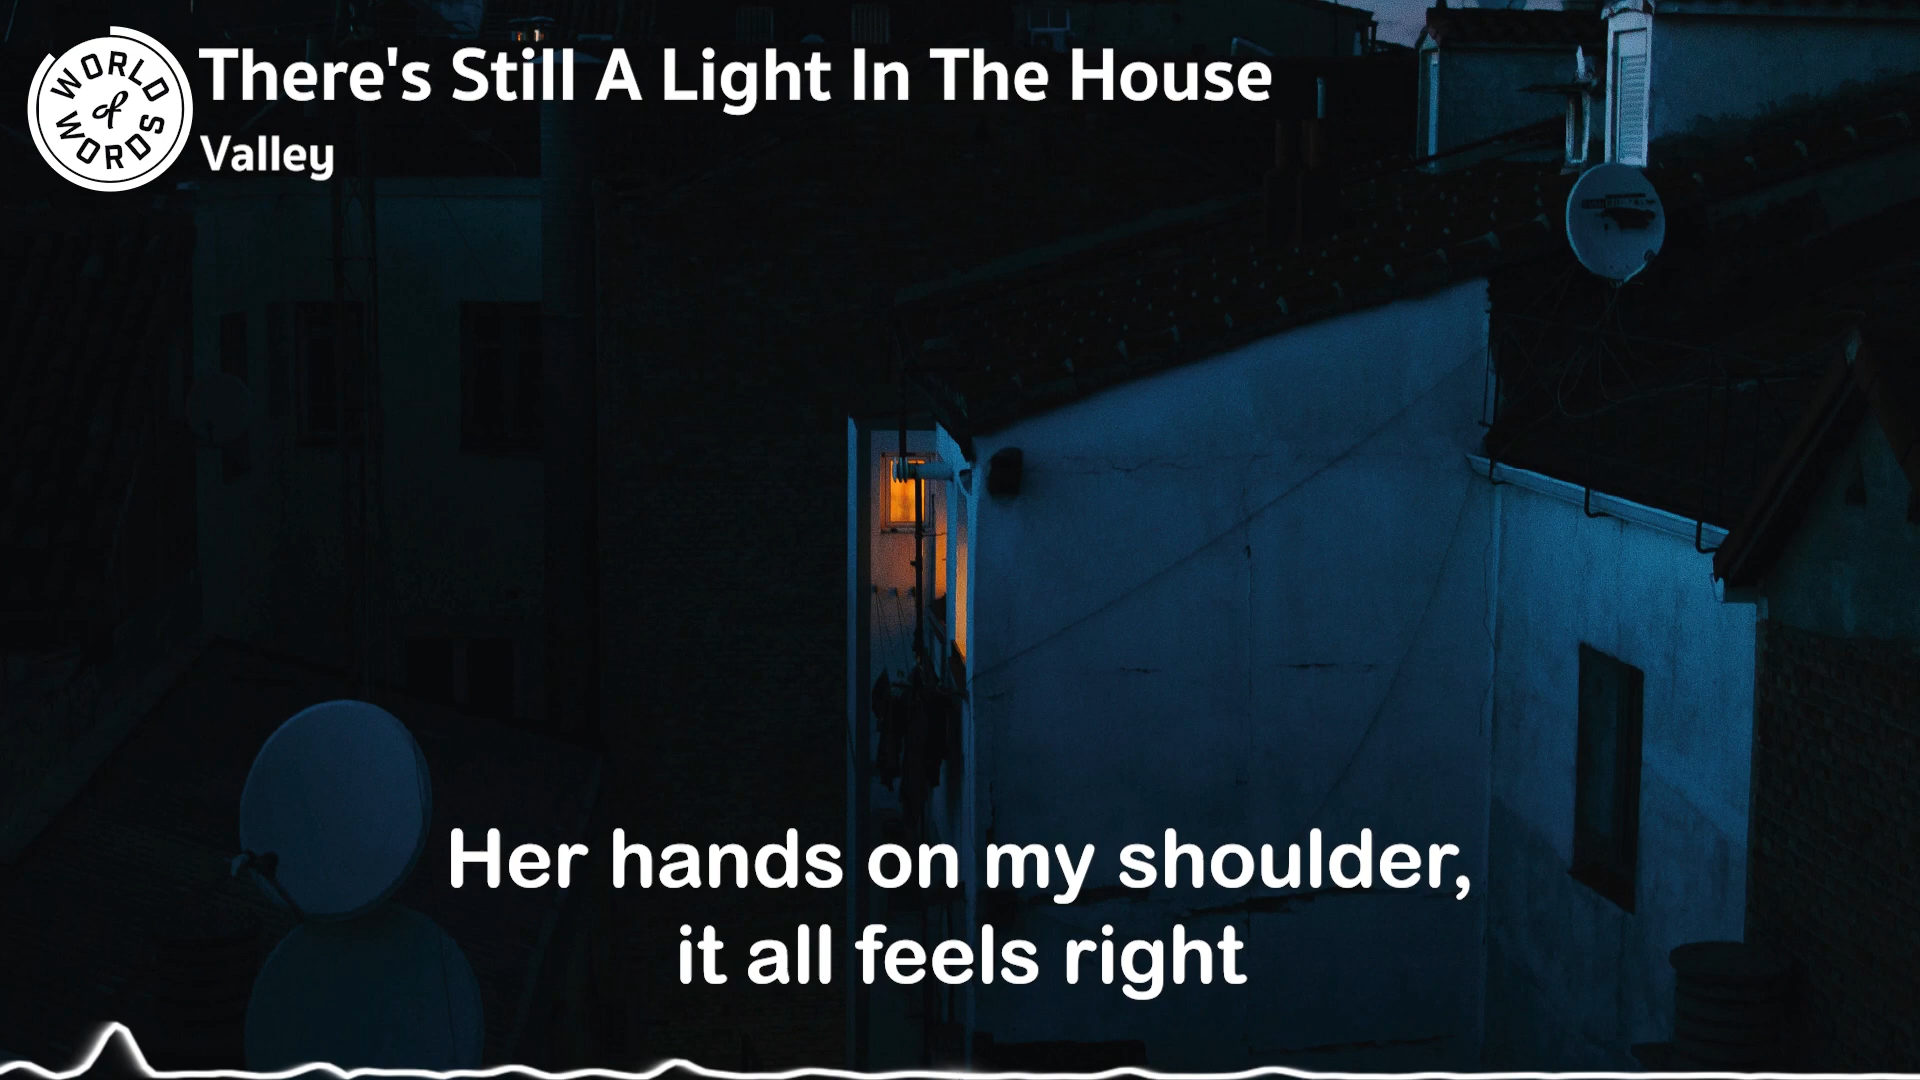 WORLD
of
WORDS
There's Still A Light In The House
Valley
Her hands on my shoulder,
it all feels right